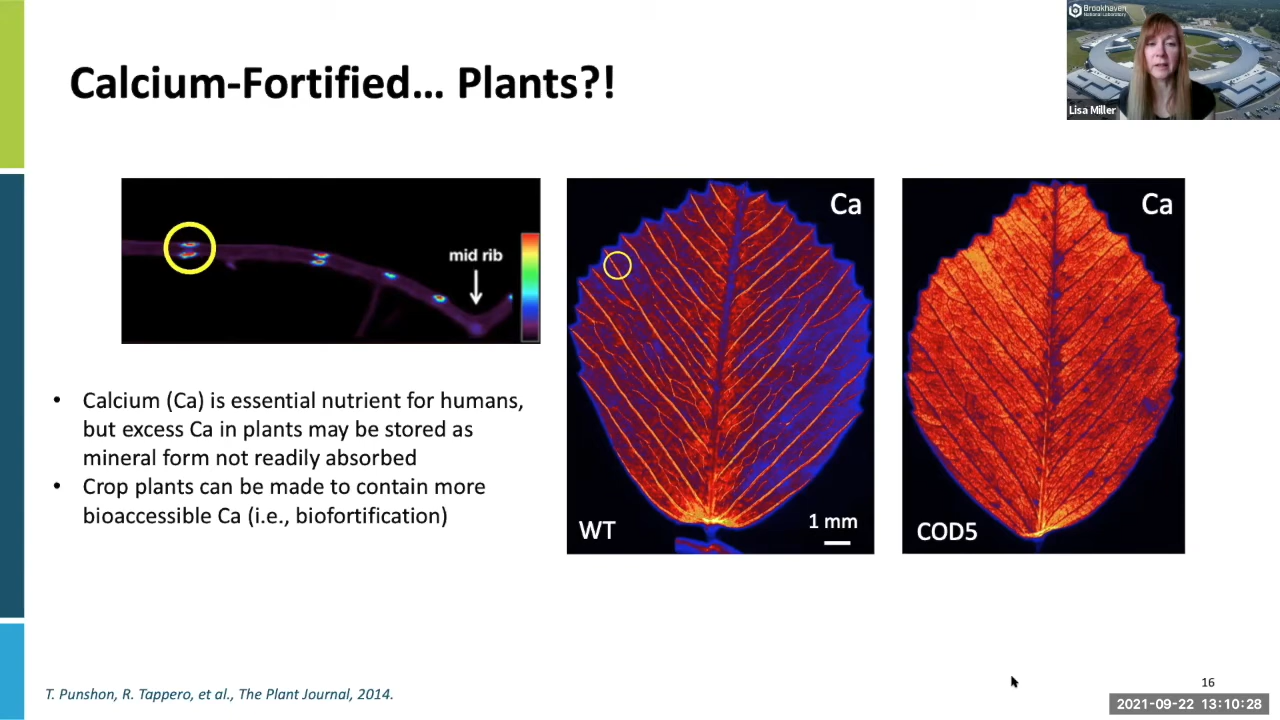 Brookhaven
National Laboratory
Lisa Miller
Calcium-Fortified... Plants?!
mid rib
Ca
WT
1 mm
Ca
COD5
• Calcium (Ca) is essential nutrient for humans,
but excess Ca in plants may be stored as
mineral form not readily absorbed
• Crop plants can be made to contain more
bioaccessible Ca (i.e., biofortification)
T. Punshon, R. Tappero, et al., The Plant Journal, 2014.
16
2021-09-22 13:10:28